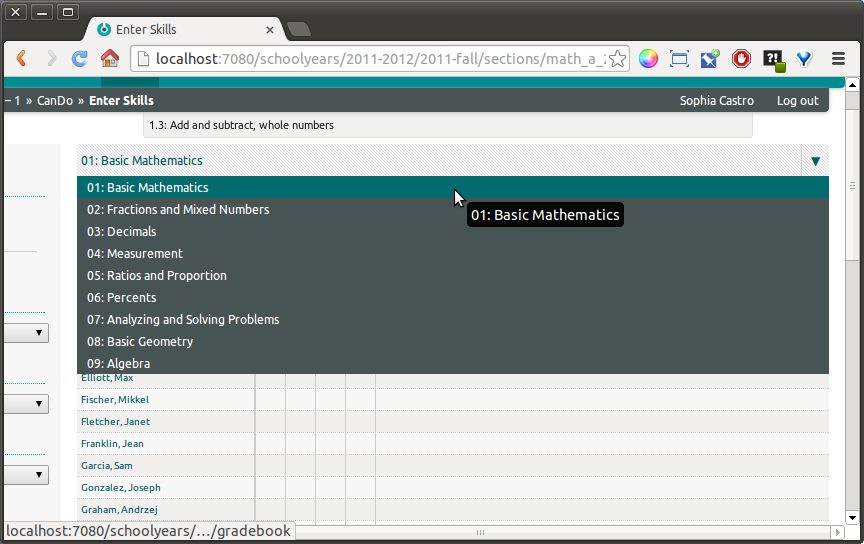 Enter Skills
localhost:7080/schoolyears/2011-2012/2011-fall/sections/math_a_
– 1 » CanDo » Enter Skills
Sophia Castro
Log out
1.3: Add and subtract, whole numbers
01: Basic Mathematics
01: Basic Mathematics
01: Basic Mathematics
02: Fractions and Mixed Numbers
03: Decimals
04: Measurement
05: Ratios and Proportion
06: Percents
07: Analyzing and Solving Problems
08: Basic Geometry
09: Algebra
Elliott, Max
Fischer, Mikkel
Fletcher, Janet
Franklin, Jean
Garcia, Sam
Gonzalez, Joseph
Graham, Andrzej
localhost:7080/schoolyears/.../gradebook